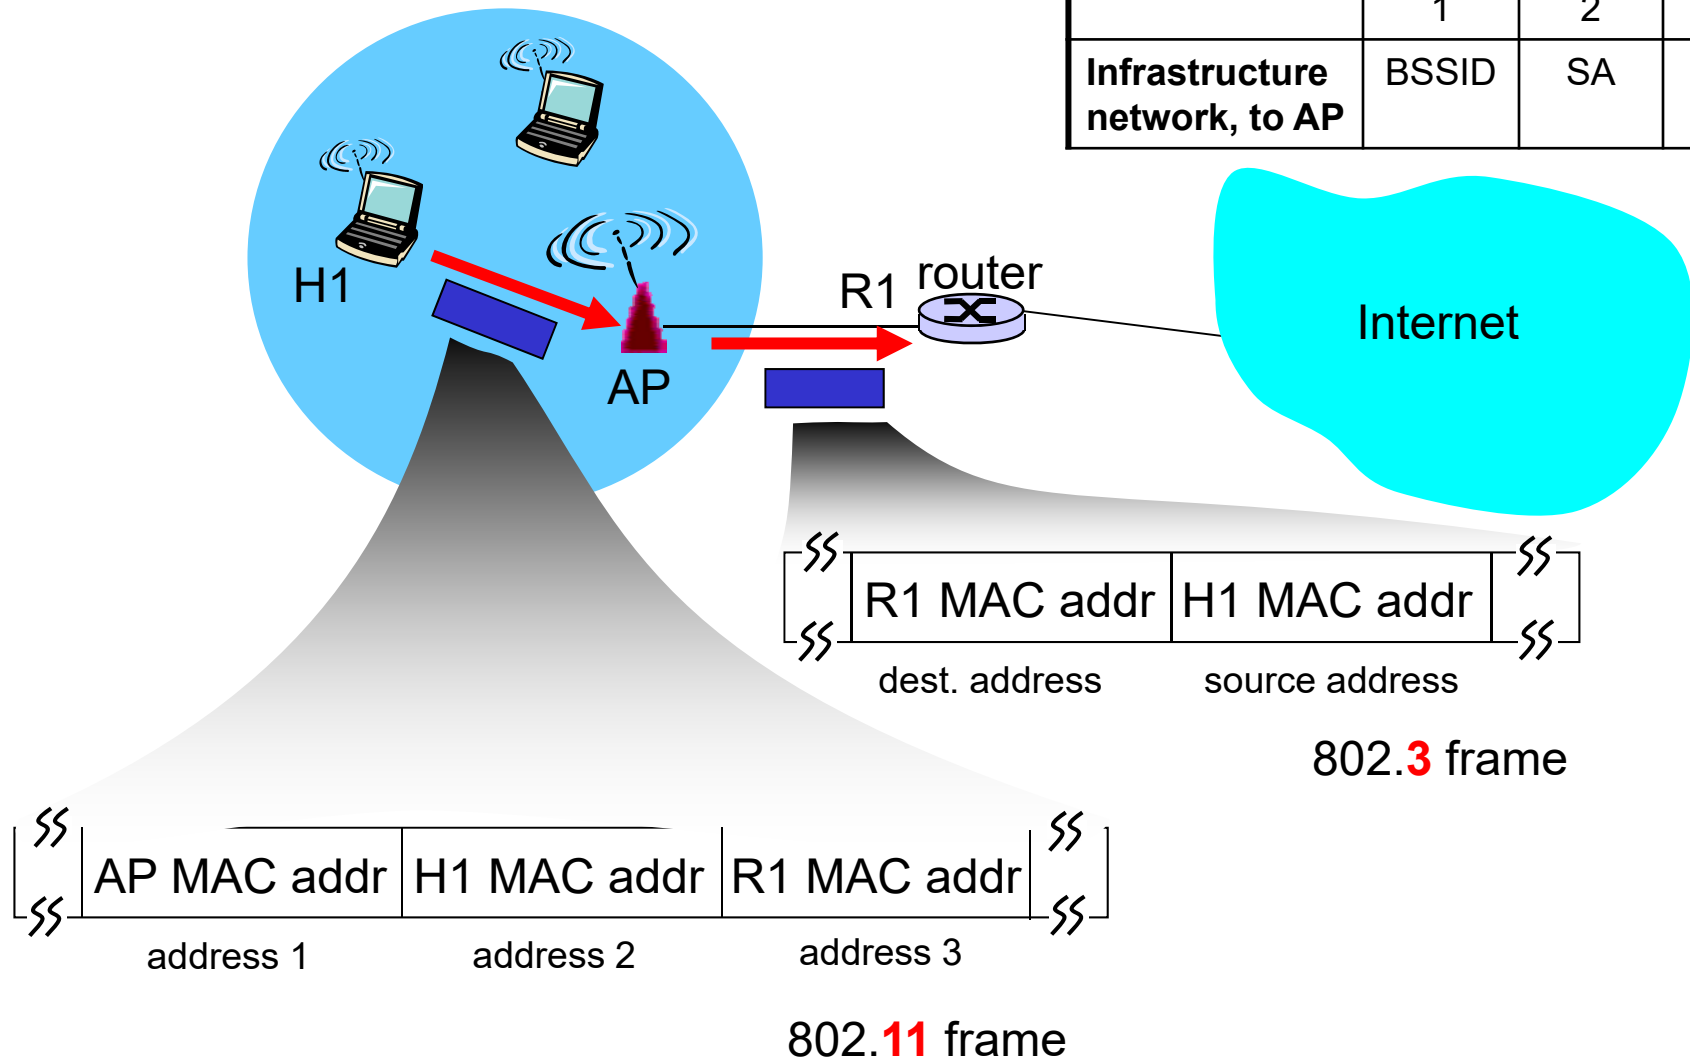 1 2
Infrastructure BSSID SA
network, to AP
H1
R1 router
Internet
AP
R1 MAC addr H1 MAC addr
dest. address source address
802.3 frame
AP MAC addr H1 MAC addr R1 MAC addr
address 1 address 2 address 3
802.11 frame